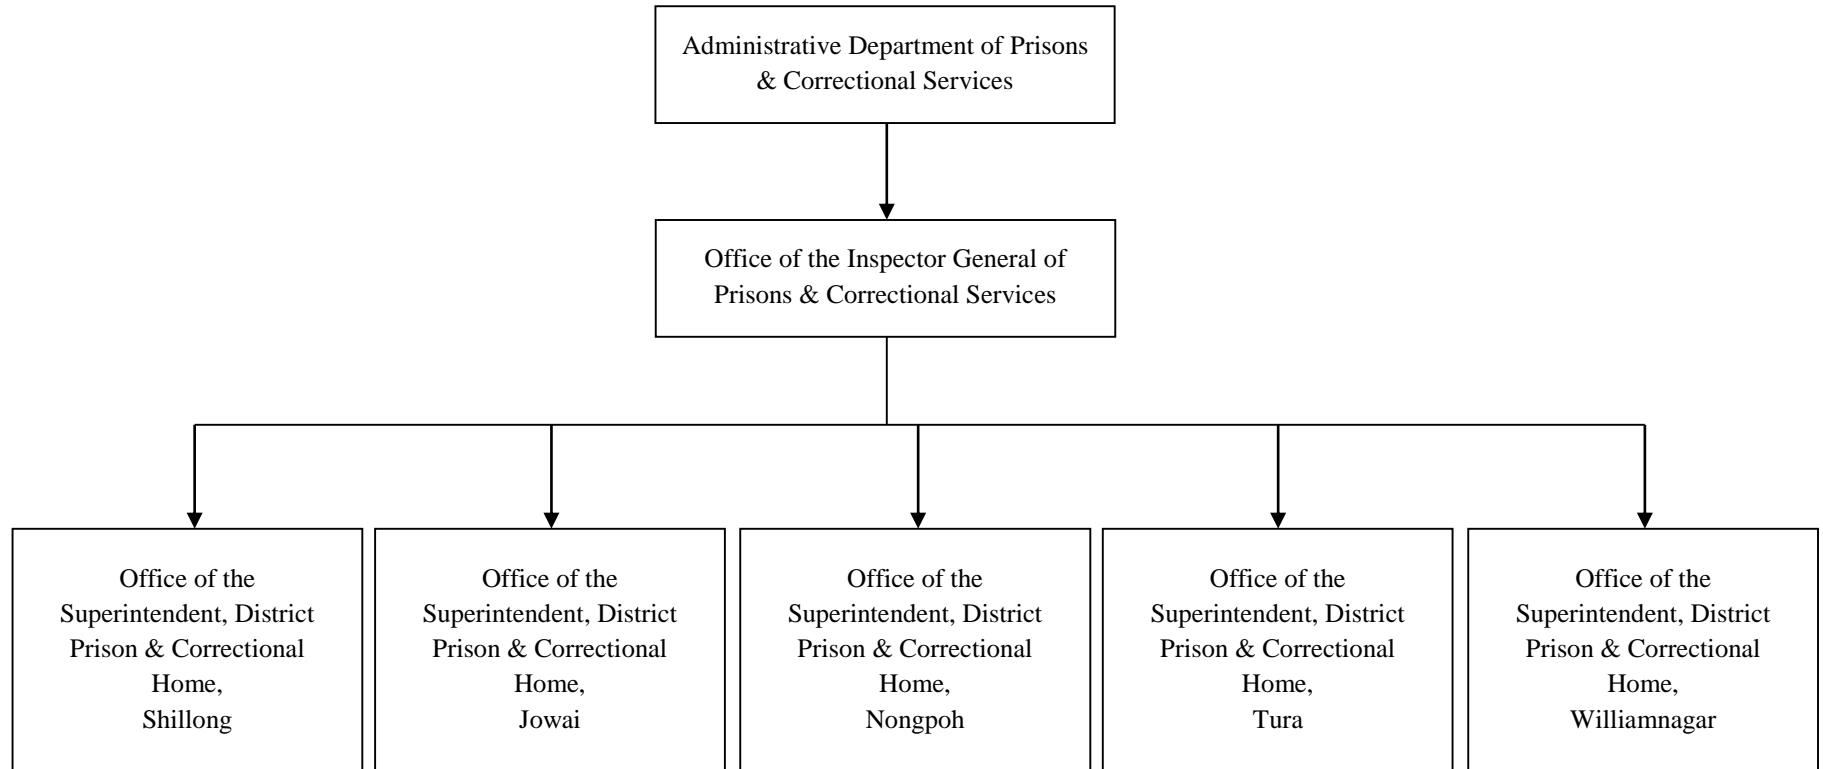 Administrative Department of Prisons
& Correctional Services
Office of the Inspector General of
Prisons & Correctional Services
Office of the
Superintendent, District
Prison & Correctional
Home,
Shillong
Office of the
Superintendent, District
Prison & Correctional
Home,
Jowai
Office of the
Superintendent, District
Prison & Correctional
Home,
Nongpoh
Office of the
Superintendent, District
Prison & Correctional
Home,
Tura
Office of the
Superintendent, District
Prison & Correctional
Home,
Williamnagar